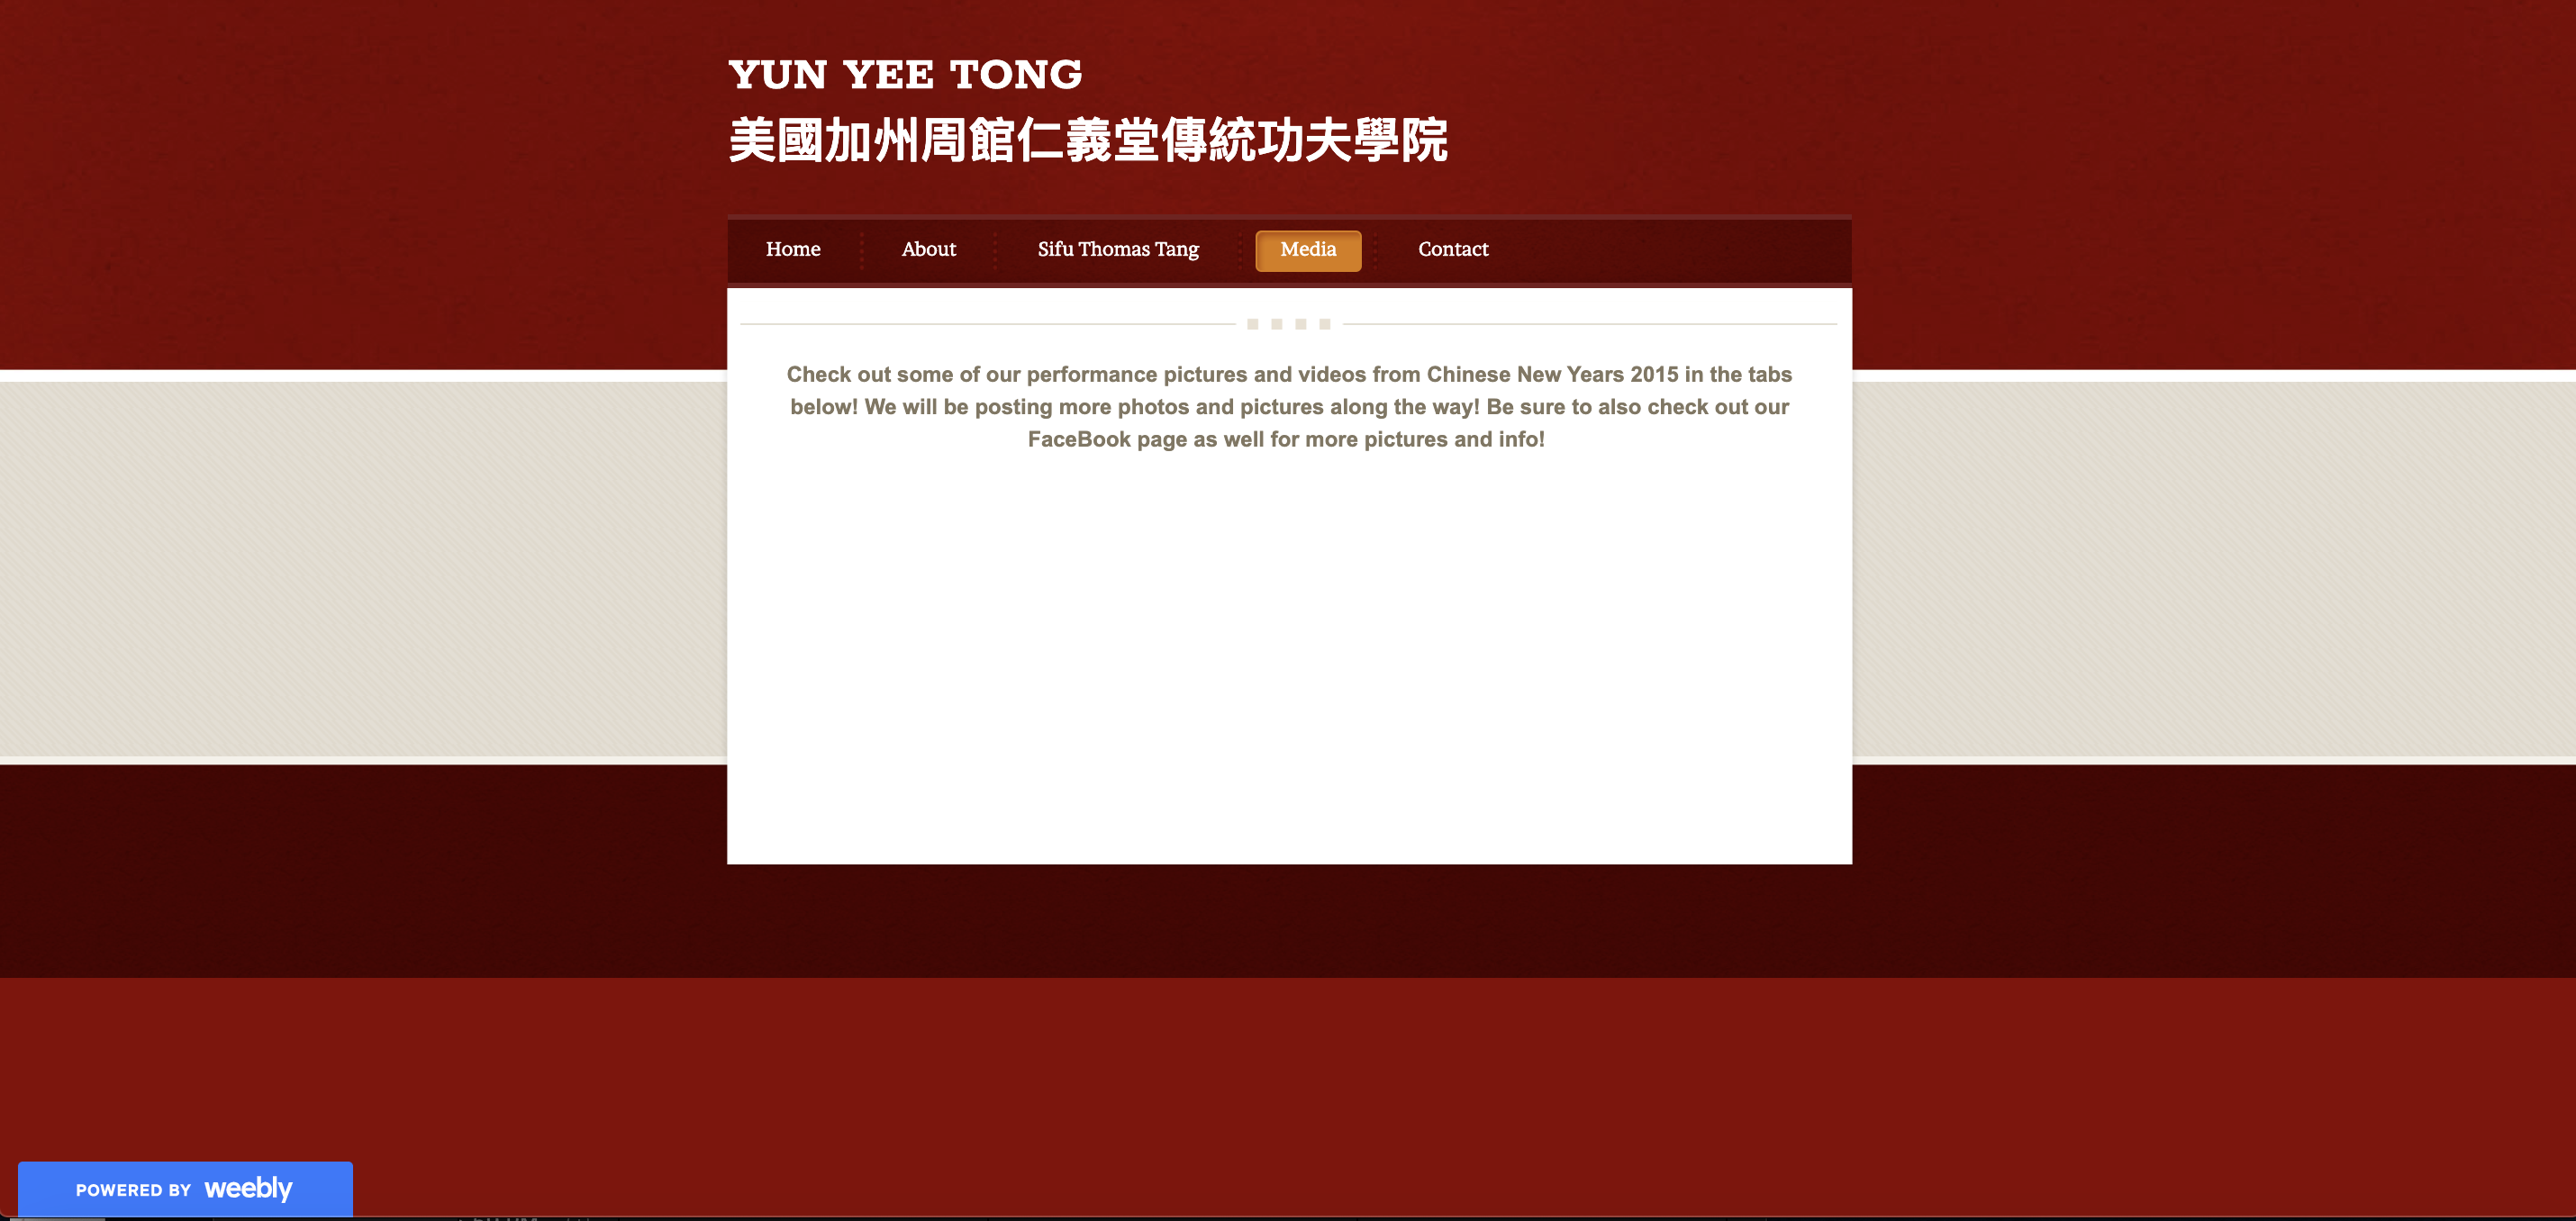 YUN YEE TONG
美國加州周館仁義堂傳統功夫學院
Home
About
Sifu Thomas Tang
Media
Contact
Check out some of our performance pictures and videos from Chinese New Years 2015 in the tabs
below! We will be posting more photos and pictures along the way! Be sure to also check out our
FaceBook page as well for more pictures and info!
POWERED BY weebly